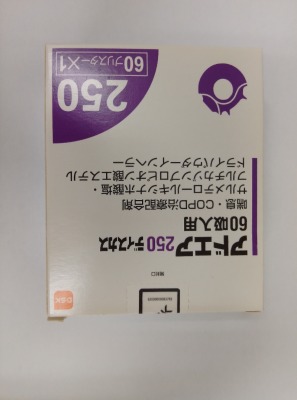 アドエア250ディスカス
60吸入用
喘息・COPD治療配合剤
サルメテロールキシナホ酸塩・
フルチカゾンプロピオン酸エステル
ドライパウダーインヘラー
250
60ブリスター×1
GSK